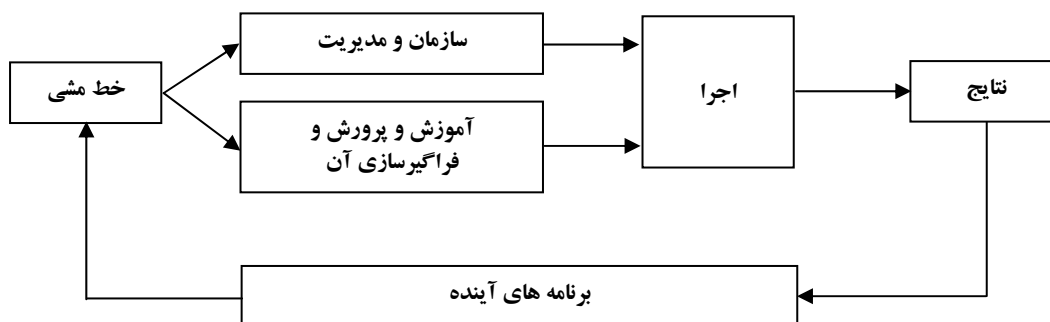 سازمان و مدیریت
خط مشی
آموزش و پرورش و
فراگیرسازی آن
اجرا
نتایج
برنامه های آینده